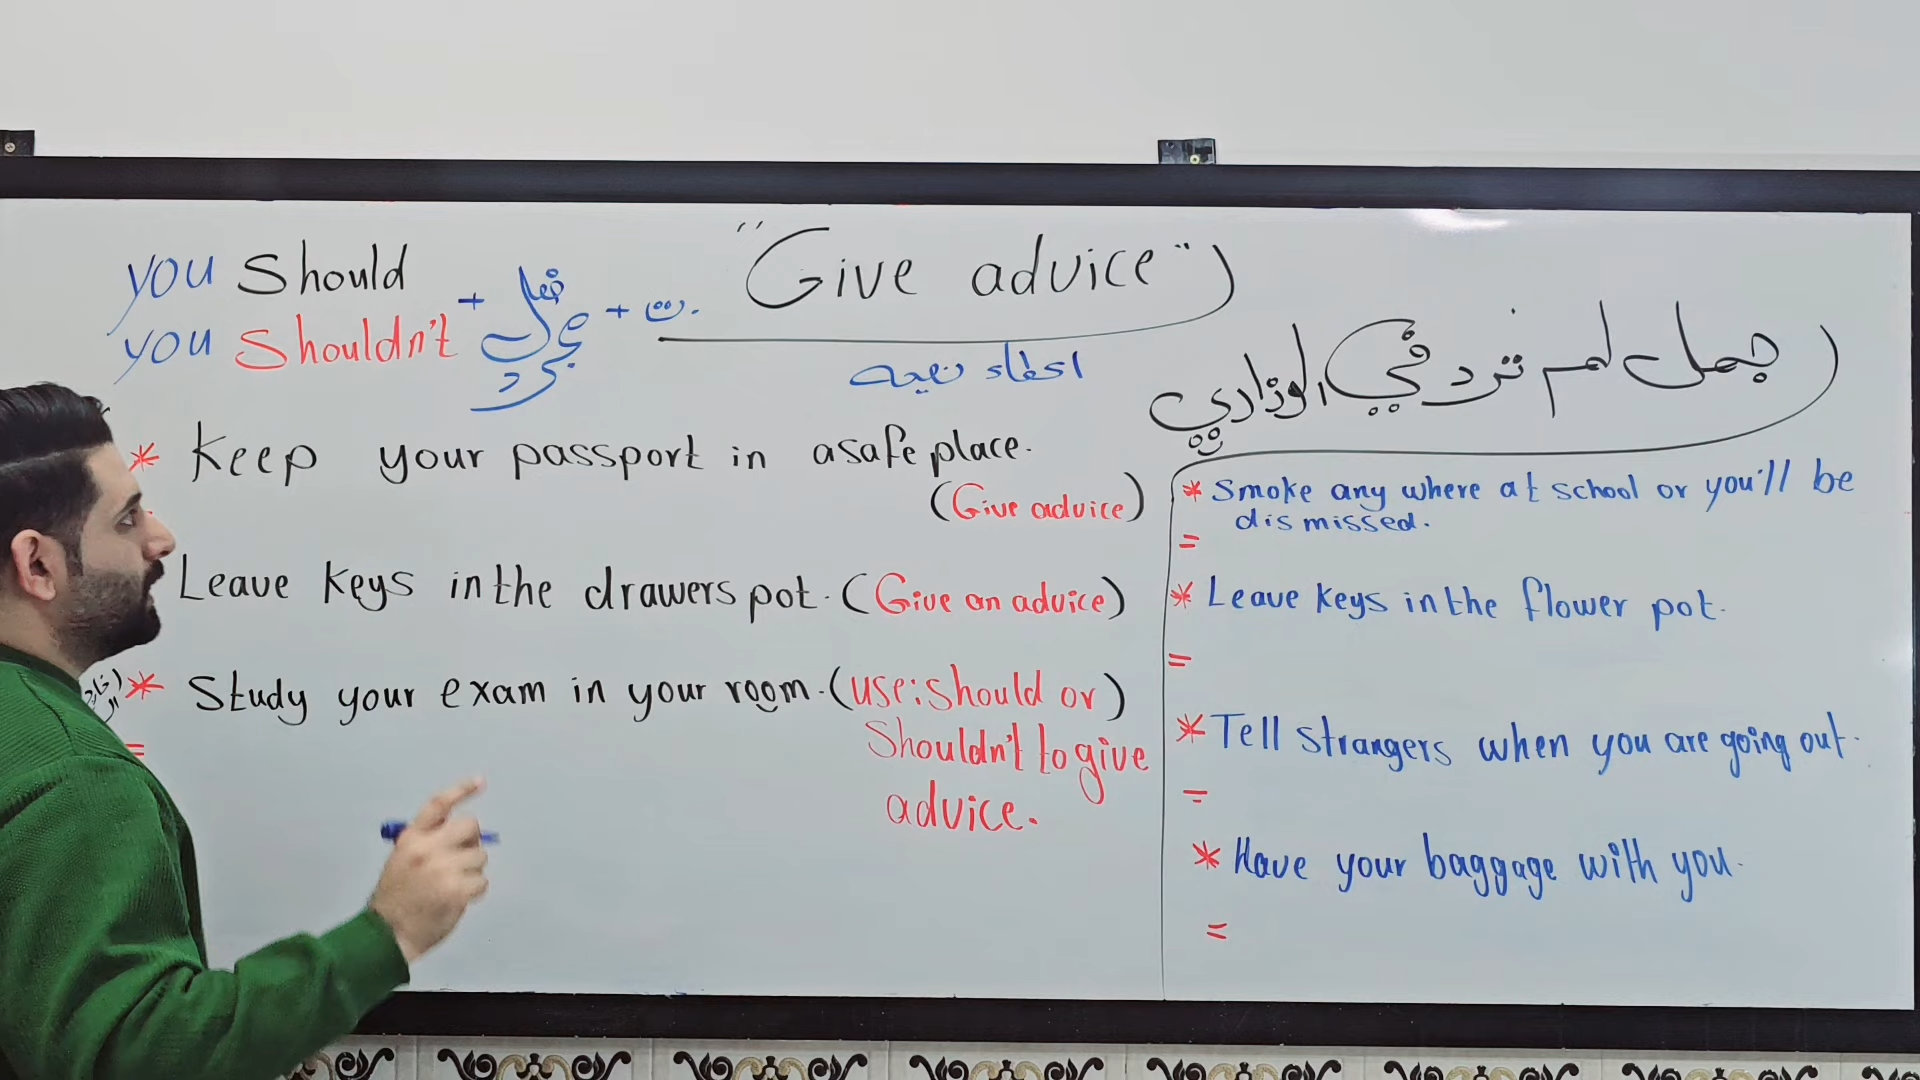 "Give advice"
you should
you shouldn't
+ فعل مجرد + ت.
اعطاء نصيحه
جمل لم ترد في الوزاري
* Keep your passport in a safe place.
(Give advice)
Leave keys in the drawers pot. (Give an advice)
* Study your exam in your room. (use: should or)
Shouldn't to give
advice.
=
* Smoke any where at school or you'll be
dismissed.
=
* Leave keys in the flower pot.
=
* Tell strangers when you are going out.
=
* Have your baggage with you.
=